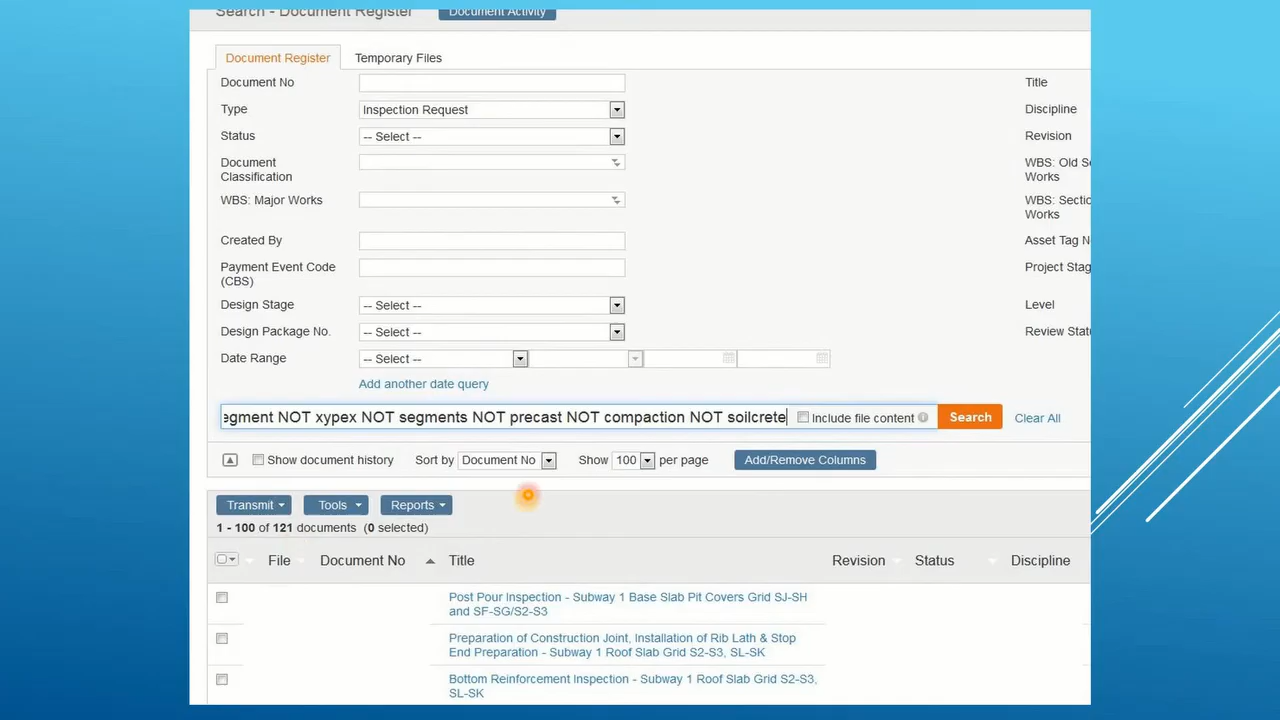 Search - Document Register
Document Activity
Document Register
Temporary Files
Document No
Title
Type
Inspection Request
Discipline
Status
-- Select --
Revision
Document
Classification
WBS: Old Se
Works
WBS: Major Works
WBS: Sectio
Works
Created By
Asset Tag N
Payment Event Code
(CBS)
Project Stag
Design Stage
-- Select --
Level
Design Package No.
-- Select --
Review Statu
Date Range
-- Select --
Add another date query
egment NOT xypex NOT segments NOT precast NOT compaction NOT soilcrete
Include file content
Search
Clear All
Show document history
Sort by
Document No
Show
100
per page
Add/Remove Columns
Transmit
Tools
Reports
1 - 100 of 121 documents (0 selected)
File
Document No
Title
Revision
Status
Discipline
Post Pour Inspection - Subway 1 Base Slab Pit Covers Grid SJ-SH
and SF-SG/S2-S3
Preparation of Construction Joint, Installation of Rib Lath & Stop
End Preparation - Subway 1 Roof Slab Grid S2-S3, SL-SK
Bottom Reinforcement Inspection - Subway 1 Roof Slab Grid S2-S3,
SL-SK